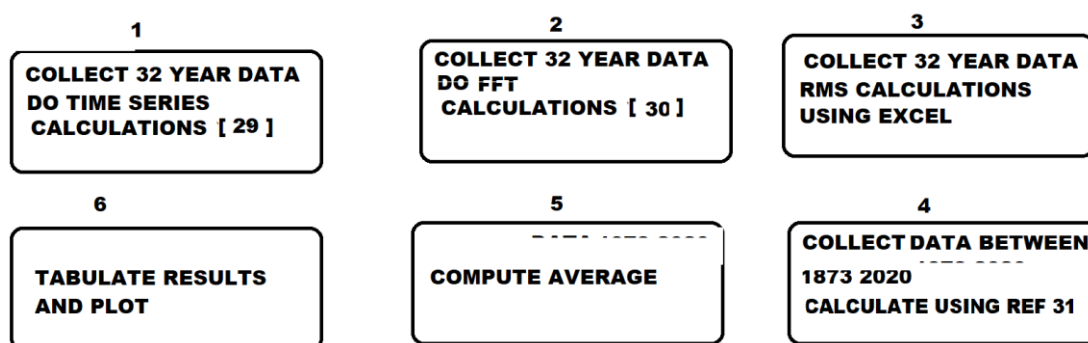 1
COLLECT 32 YEAR DATA
DO TIME SERIES
CALCULATIONS [ 29 ]
2
COLLECT 32 YEAR DATA
DO FFT
CALCULATIONS [ 30 ]
3
COLLECT 32 YEAR DATA
RMS CALCULATIONS
USING EXCEL
6
TABULATE RESULTS
AND PLOT
5
COMPUTE AVERAGE
4
COLLECT DATA BETWEEN
1873 2020
CALCULATE USING REF 31